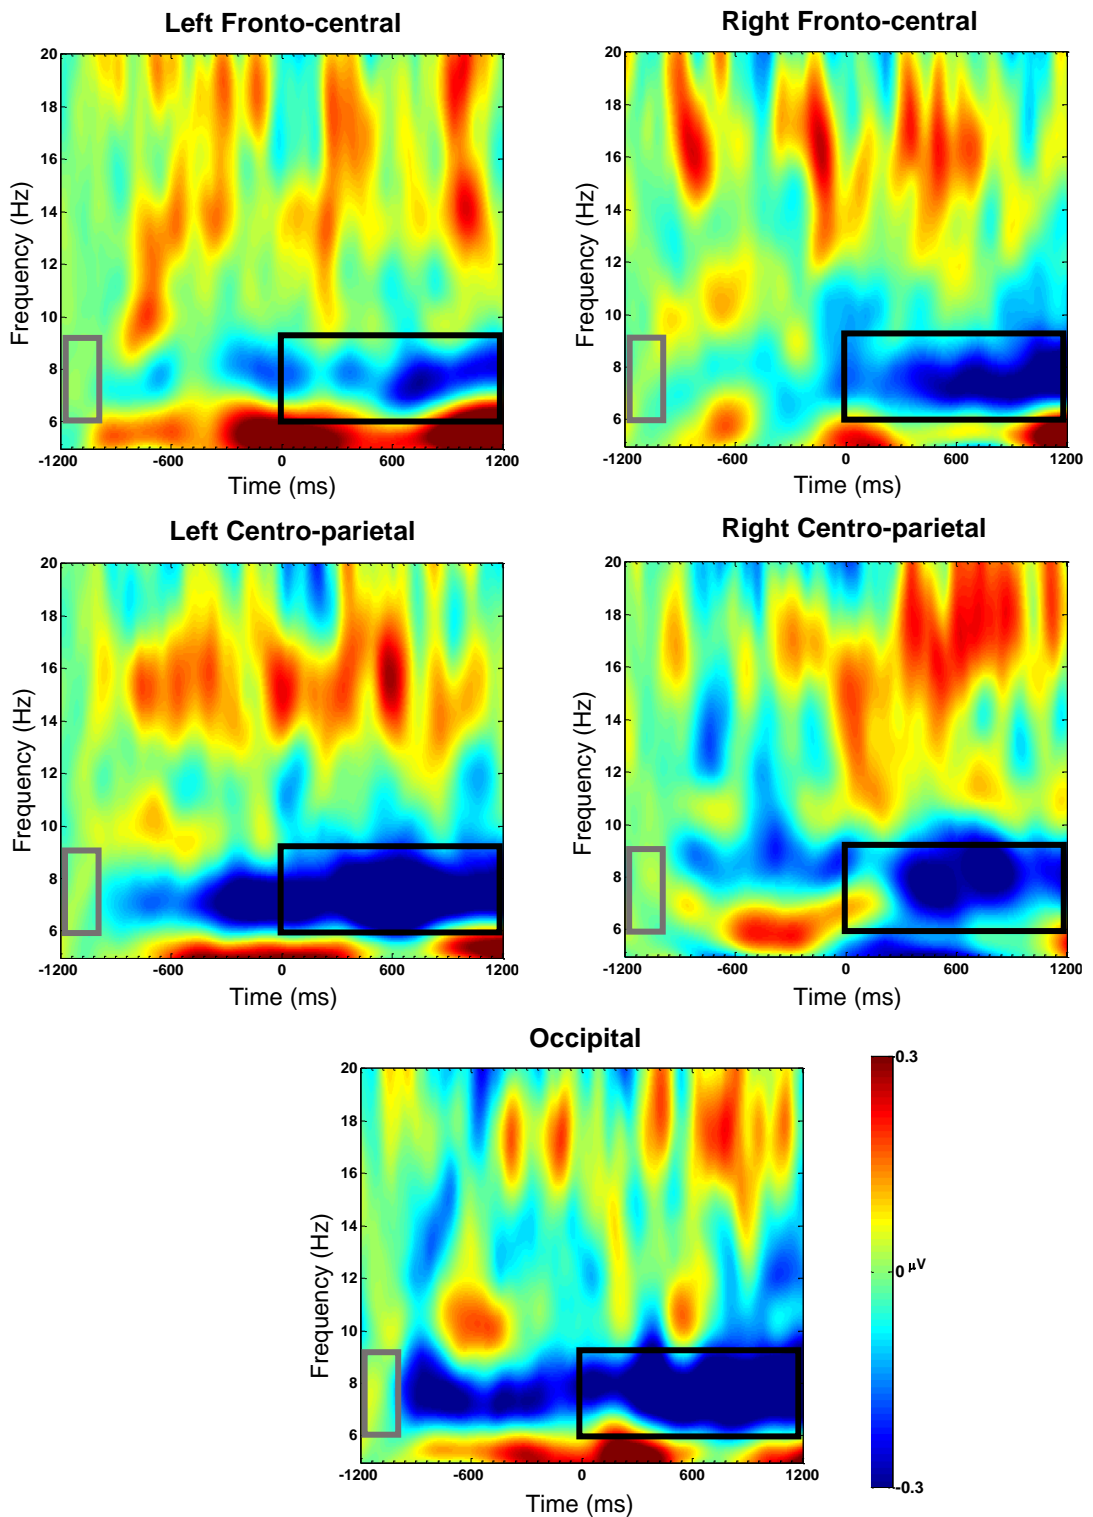 Left Fronto-central
Right Fronto-central
20
18
16
14
12
10
8
6
Frequency (Hz)
-1200 -600 0 600 1200
Time (ms)
20
18
16
14
12
10
8
6
Frequency (Hz)
-1200 -600 0 600 1200
Time (ms)
Left Centro-parietal
Right Centro-parietal
20
18
16
14
12
10
8
6
Frequency (Hz)
-1200 -600 0 600 1200
Time (ms)
20
18
16
14
12
10
8
6
Frequency (Hz)
-1200 -600 0 600 1200
Time (ms)
Occipital
20
18
16
14
12
10
8
6
Frequency (Hz)
-1200 -600 0 600 1200
Time (ms)
0.3
0 μV
-0.3